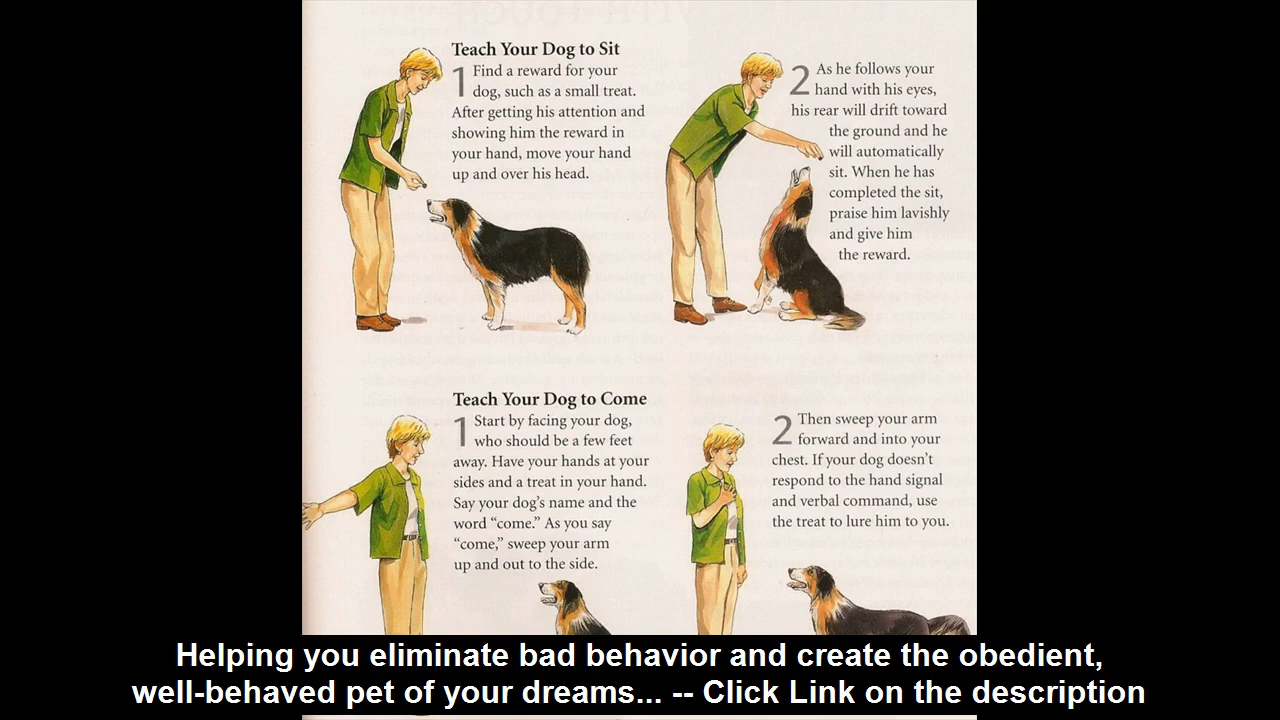 Teach Your Dog to Sit
1 Find a reward for your
dog, such as a small treat.
After getting his attention and
showing him the reward in
your hand, move your hand
up and over his head.
2 As he follows your
hand with his eyes,
his rear will drift toward
the ground and he
will automatically
sit. When he has
completed the sit,
praise him lavishly
and give him
the reward.
Teach Your Dog to Come
1 Start by facing your dog,
who should be a few feet
away. Have your hands at your
sides and a treat in your hand.
Say your dog's name and the
word “come.” As you say
“come,” sweep your arm
up and out to the side.
2 Then sweep your arm
forward and into your
chest. If your dog doesn't
respond to the hand signal
and verbal command, use
the treat to lure him to you.
Helping you eliminate bad behavior and create the obedient,
well-behaved pet of your dreams... -- Click Link on the description